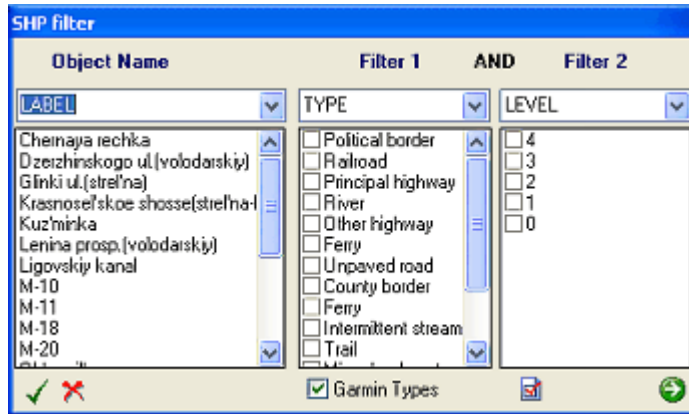 SHP filter
Object Name Filter 1 AND Filter 2
LABEL TYPE LEVEL
Chernaya rechka
Dzerzhinskogo ul.(volodarskiy)
Glinki ul.(strel'na)
Krasnosel'skoe shosse(strel'na-
Kuz'minka
Lenina prosp.(volodarskiy)
Ligovskiy kanal
M-10
M-11
M-18
M-20
Political border
Railroad
Principal highway
River
Other highway
Ferry
Unpaved road
County border
Ferry
Intermittent stream
Trail
4
3
2
1
0
Garmin Types